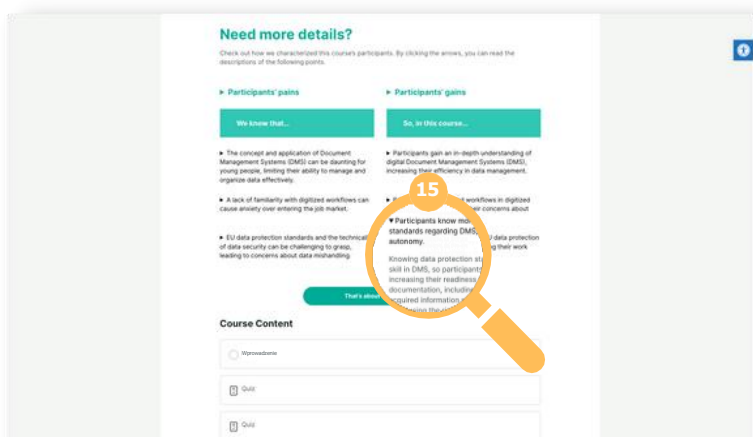 Need more details?
Check out how we characterized this course's participants. By clicking the arrows, you can read the
descriptions of the following points.
▸ Participants' pains
We know that...
▸ The concept and application of Document
Management Systems (DMS) can be daunting for
young people, limiting their ability to manage and
organize data effectively.
▸ A lack of familiarity with digitized workflows can
cause anxiety over entering the job market.
▸ EU data protection standards and the technical
of data security can be challenging to grasp,
leading to concerns about data mishandling.
▸ Participants' gains
So, in this course...
▸ Participants gain an in-depth understanding of
digital Document Management Systems (DMS),
increasing their efficiency in data management.
workflows in digitized
concerns about
data protection
their work
15
▾ Participants know
standards regarding DMS,
autonomy.
Knowing data protection
skill in DMS, so participants
increasing their readiness
documentation, including
acquired information
That's about
Course Content
Wprowadzenie
Quiz
Quiz